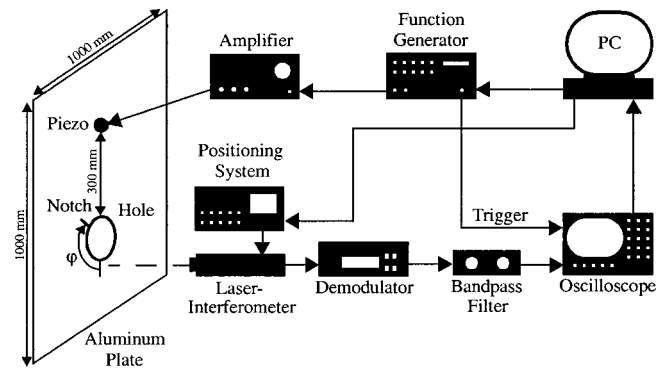 1000 mm
Amplifier
Function
Generator
PC
Piezo
300 mm
Positioning
System
1000 mm
Notch
Hole
φ
Trigger
Laser-
Interferometer
Demodulator
Bandpass
Filter
Oscilloscope
Aluminum
Plate